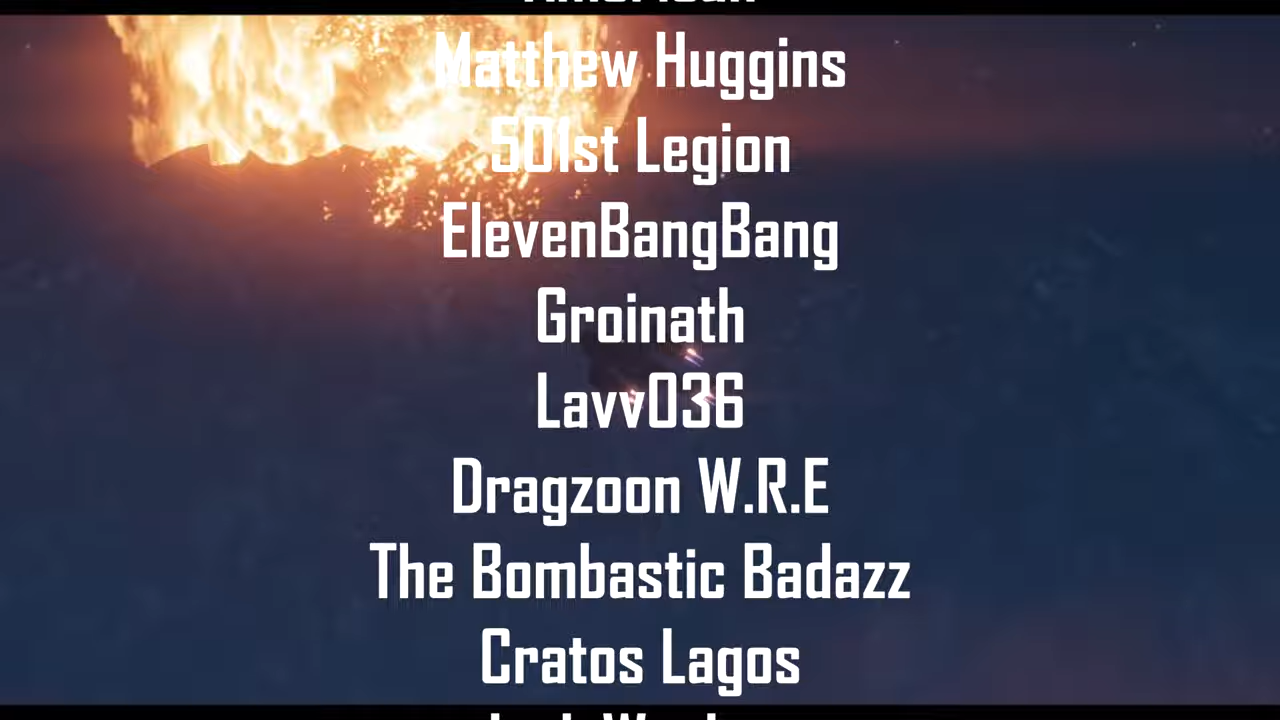 Matthew Huggins
501st Legion
ElevenBangBang
Groinath
Lavv036
Dragzoon W.R.E
The Bombastic Badazz
Cratos Lagos